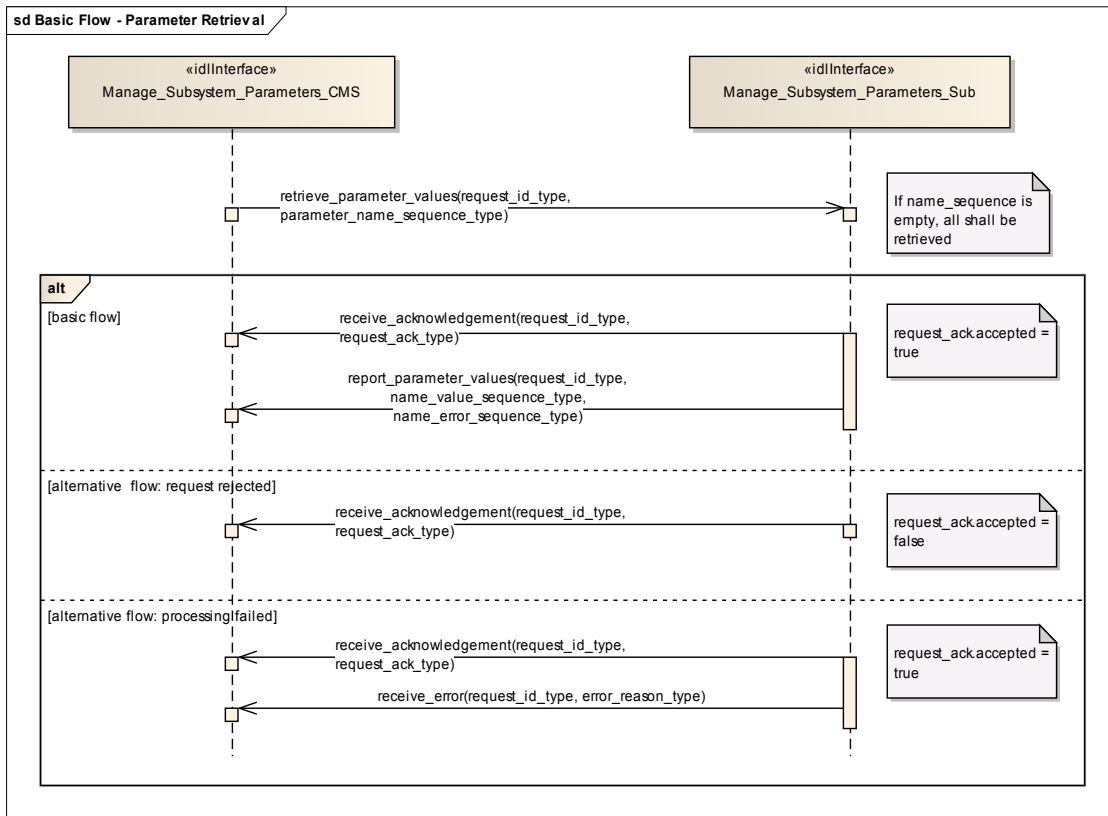 sd Basic Flow - Parameter Retrieval
«idlInterface»
Manage_Subsystem_Parameters_CMS
«idlInterface»
Manage_Subsystem_Parameters_Sub
retrieve_parameter_values(request_id_type,
parameter_name_sequence_type)
If name_sequence is
empty, all shall be
retrieved
alt
[basic flow]
receive_acknowledgement(request_id_type,
request_ack_type)
request_ack.accepted =
true
report_parameter_values(request_id_type,
name_value_sequence_type,
name_error_sequence_type)
[alternative flow: request rejected]
receive_acknowledgement(request_id_type,
request_ack_type)
request_ack.accepted =
false
[alternative flow: processing failed]
receive_acknowledgement(request_id_type,
request_ack_type)
request_ack.accepted =
true
receive_error(request_id_type, error_reason_type)